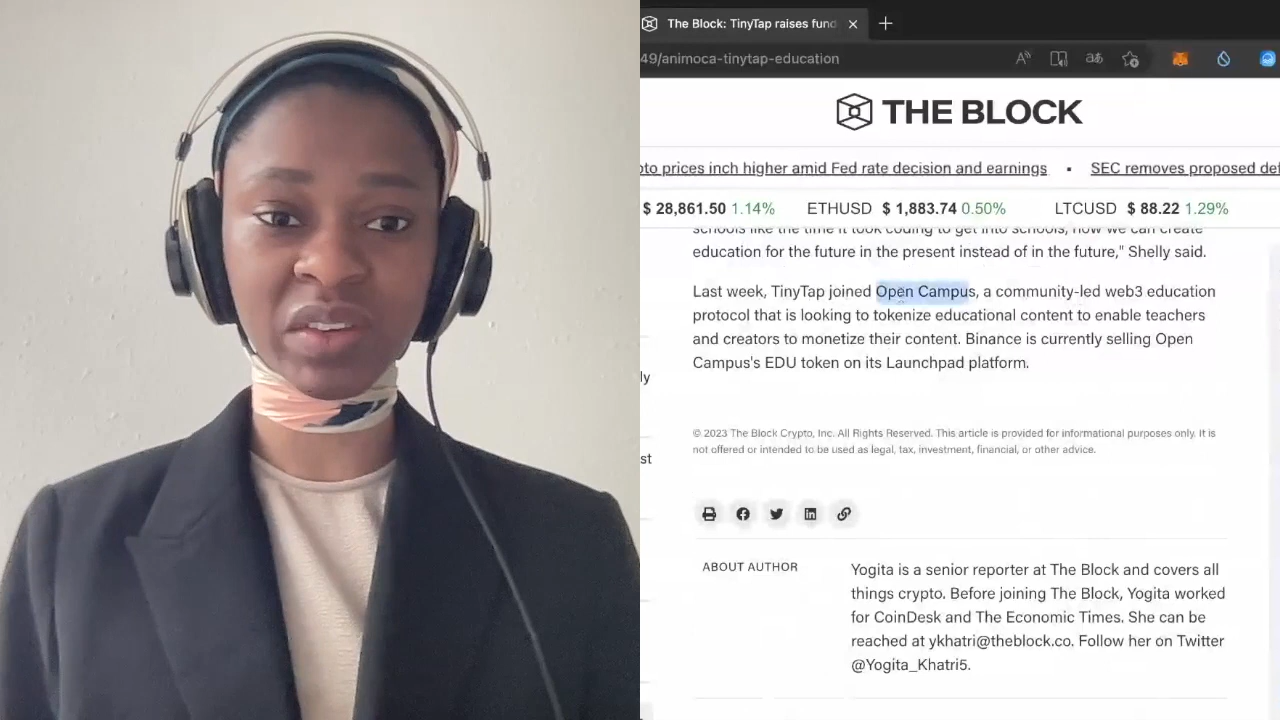 The Block: TinyTap raises fund
49/animoca-tinytap-education
THE BLOCK
pto prices inch higher amid Fed rate decision and earnings ▪ SEC removes proposed def
$ 28,861.50 1.14% ETHUSD $ 1,883.74 0.50% LTCUSD $ 88.22 1.29%
schools like the time it took coding to get into schools, how we can create
education for the future in the present instead of in the future," Shelly said.
Last week, TinyTap joined Open Campus, a community-led web3 education
protocol that is looking to tokenize educational content to enable teachers
and creators to monetize their content. Binance is currently selling Open
Campus's EDU token on its Launchpad platform.
ly
© 2023 The Block Crypto, Inc. All Rights Reserved. This article is provided for informational purposes only. It is
not offered or intended to be used as legal, tax, investment, financial, or other advice.
st
ABOUT AUTHOR
Yogita is a senior reporter at The Block and covers all
things crypto. Before joining The Block, Yogita worked
for CoinDesk and The Economic Times. She can be
reached at ykhatri@theblock.co. Follow her on Twitter
@Yogita_Khatri5.